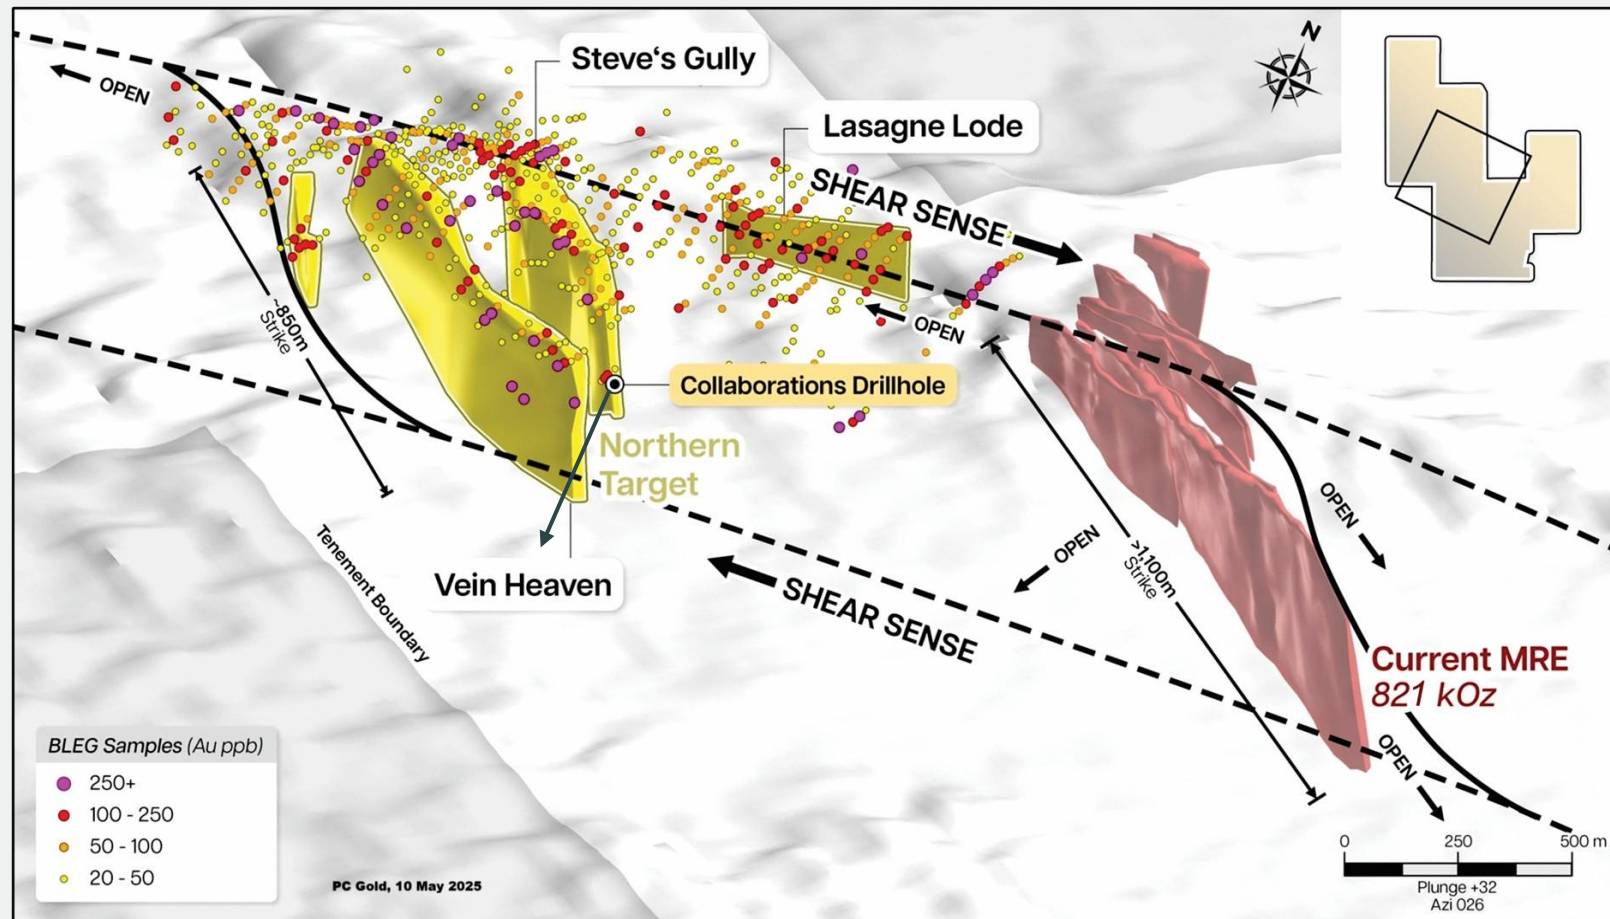 N
Steve's Gully
OPEN
Lasagne Lode
SHEAR SENSE
~850m
Strike
OPEN
Collaborations Drillhole
Northern
Target
OPEN
OPEN
>1,100m
Strike
Tenement Boundary
Vein Heaven
SHEAR SENSE
Current MRE
821 kOz
OPEN
BLEG Samples (Au ppb)
250+
100 - 250
50 - 100
20 - 50
PC Gold, 10 May 2025
0 250 500 m
Plunge +32
Azi 026